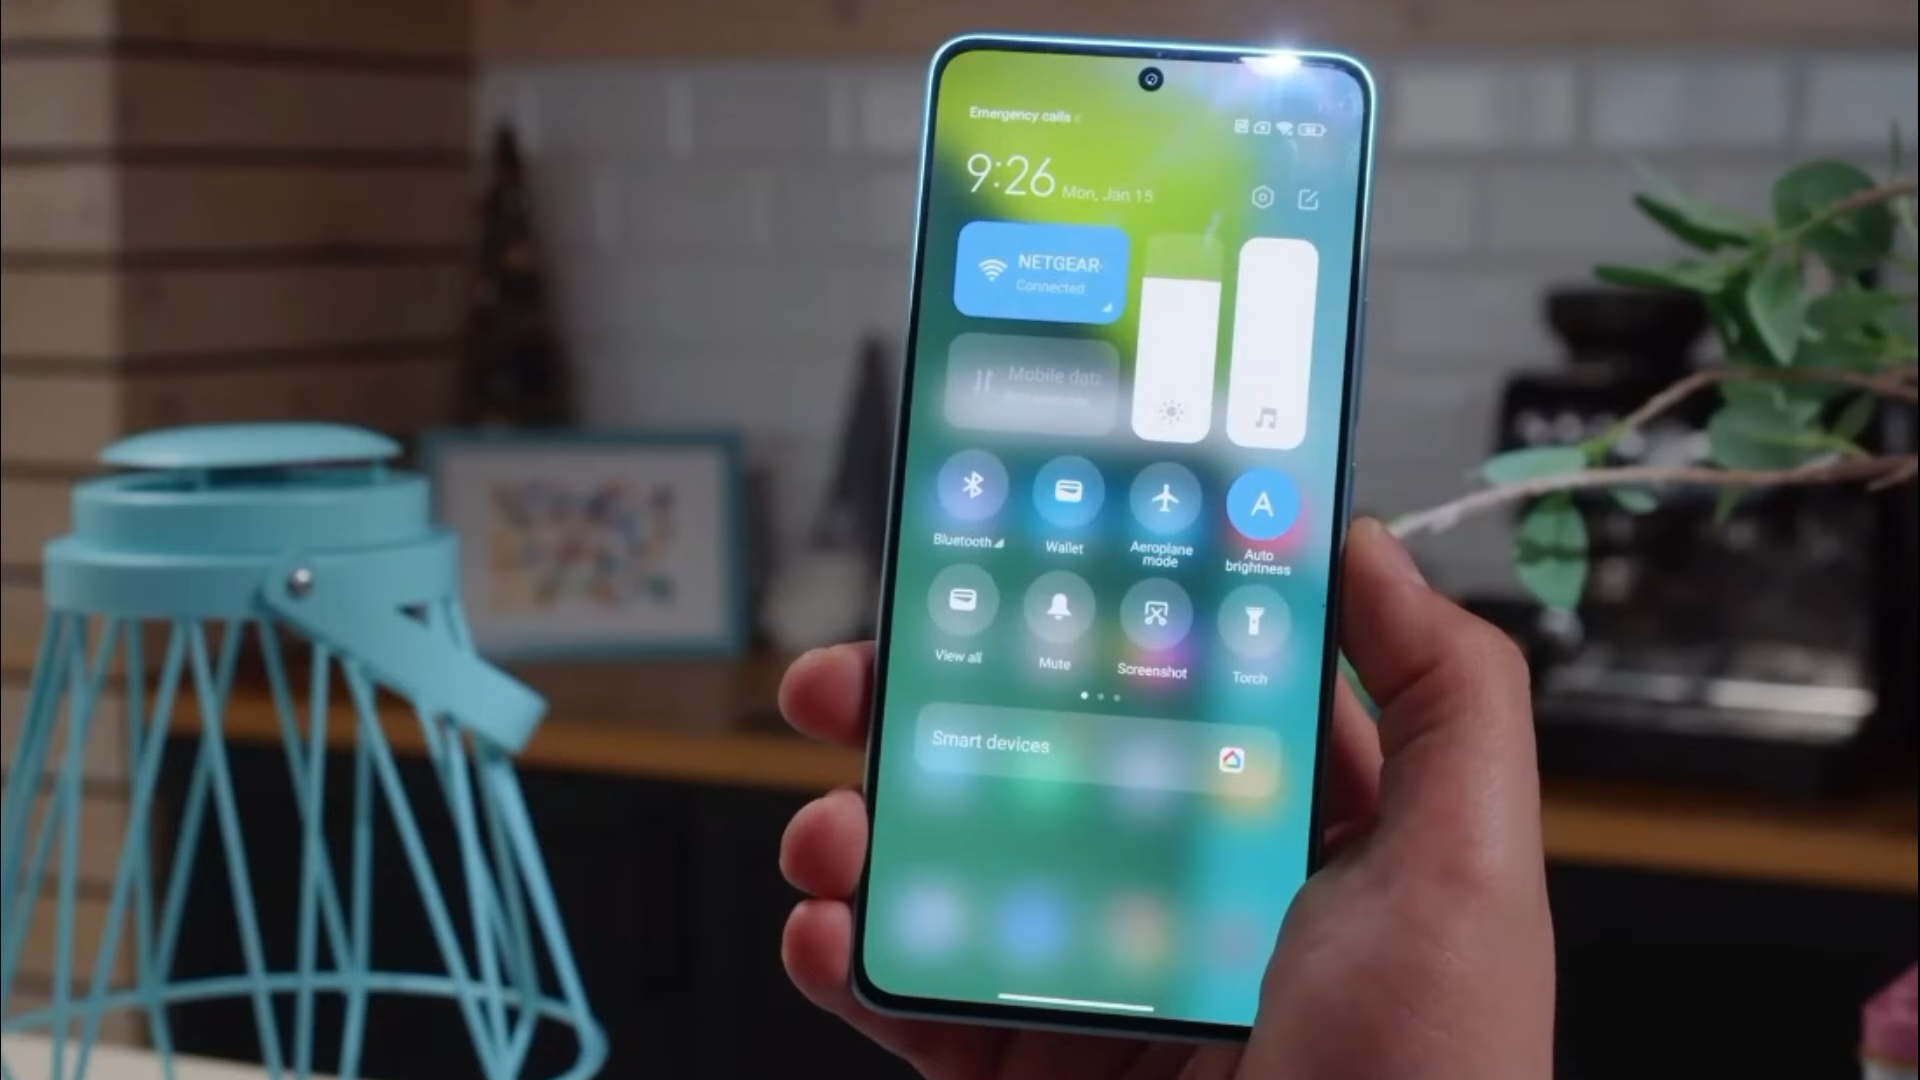 Emergency calls
9:26 Mon, Jan 15
NETGEAR-
Connected
Mobile data
Bluetooth
Wallet
Aeroplane
mode
A
Auto
brightness
View all
Mute
Screenshot
Torch
Smart devices